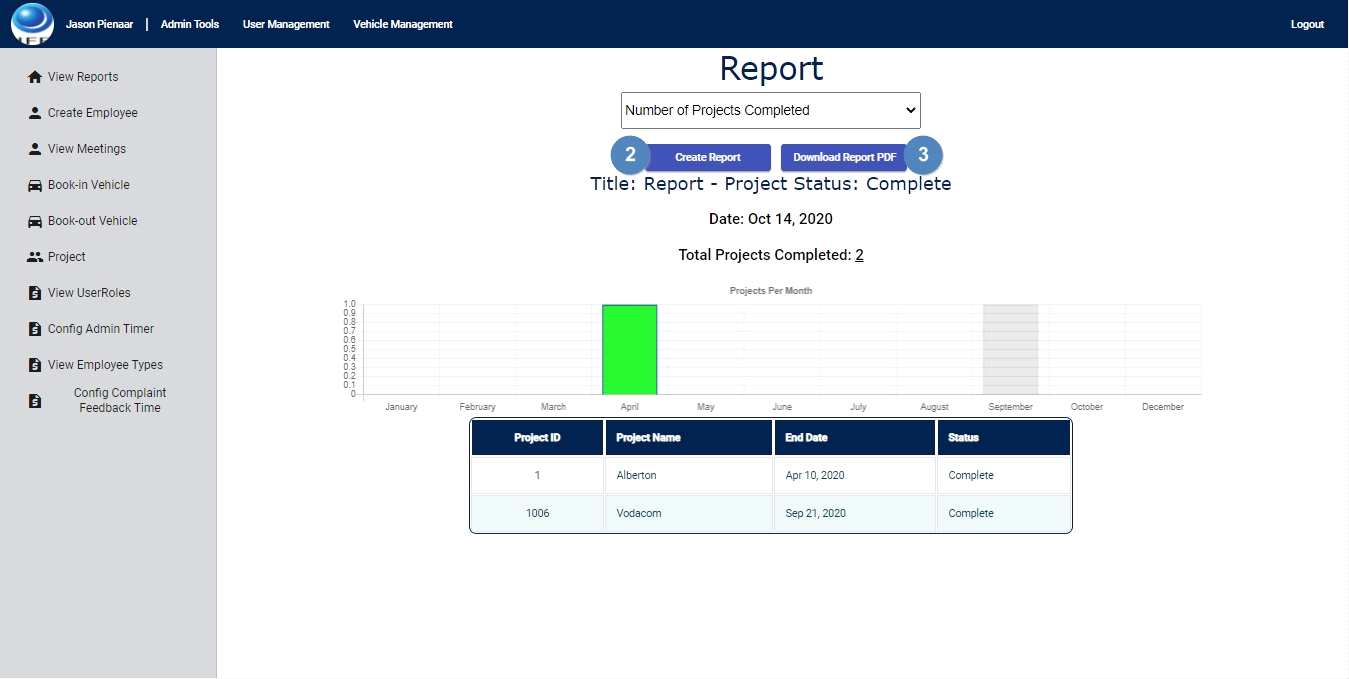 Jason Pienaar | Admin Tools User Management Vehicle Management Logout
View Reports
Create Employee
View Meetings
Book-in Vehicle
Book-out Vehicle
Project
View UserRoles
Config Admin Timer
View Employee Types
Config Complaint
Feedback Time
Report
Number of Projects Completed
2 Create Report Download Report PDF 3
Title: Report - Project Status: Complete
Date: Oct 14, 2020
Total Projects Completed: 2
Projects Per Month
1.0
0.9
0.8
0.7
0.6
0.5
0.4
0.3
0.2
0.1
0
January February March April May June July August September October December
Project ID Project Name End Date Status
1 Alberton Apr 10, 2020 Complete
1006 Vodacom Sep 21, 2020 Complete